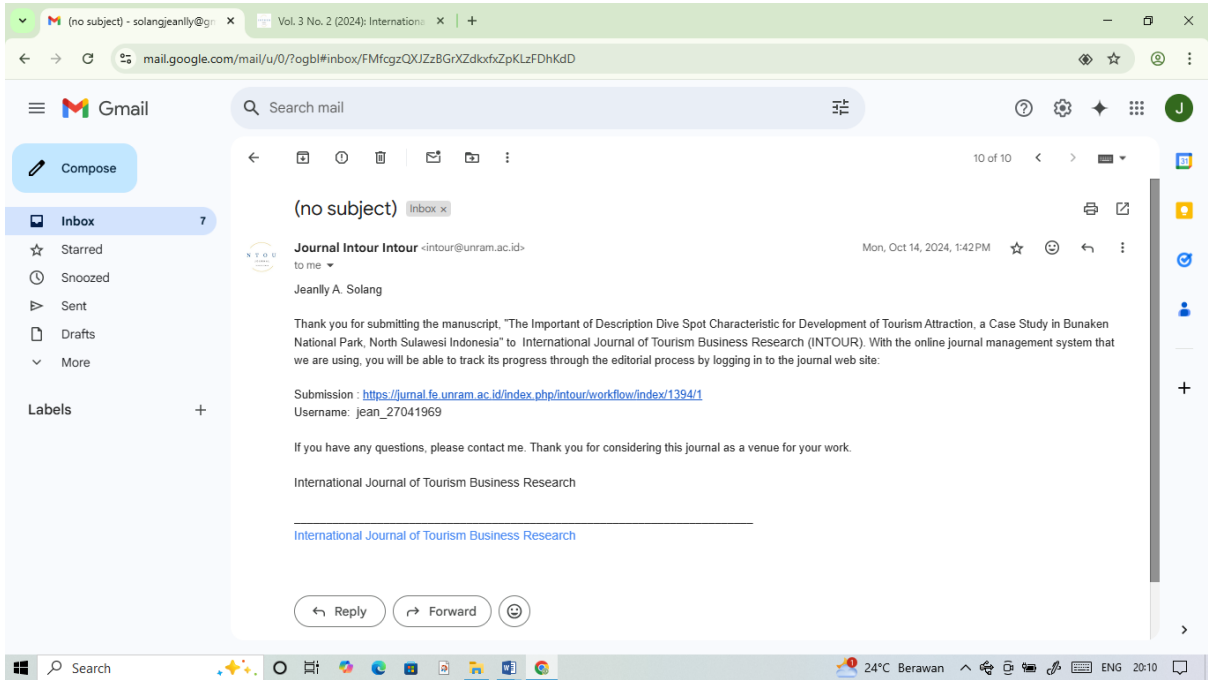 (no subject) - solangjeanlly@gn
Vol. 3 No. 2 (2024): Internationa
mail.google.com/mail/u/0/?ogbl#inbox/FMfcgzQXJZzBGrXZdkxfxZpKLzFDhKdD
Gmail
Search mail
J
Compose
10 of 10
31
(no subject) Inbox ×
Inbox 7
Starred
Snoozed
Sent
Drafts
More
Labels
Journal Intour Intour <intour@unram.ac.id>
Mon, Oct 14, 2024, 1:42 PM
to me
Jeanlly A. Solang
Thank you for submitting the manuscript, "The Important of Description Dive Spot Characteristic for Development of Tourism Attraction, a Case Study in Bunaken
National Park, North Sulawesi Indonesia" to International Journal of Tourism Business Research (INTOUR). With the online journal management system that
we are using, you will be able to track its progress through the editorial process by logging in to the journal web site:
Submission : https://jurnal.fe.unram.ac.id/index.php/intour/workflow/index/1394/1
Username: jean_27041969
If you have any questions, please contact me. Thank you for considering this journal as a venue for your work.
International Journal of Tourism Business Research
International Journal of Tourism Business Research
Reply
Forward
Search
24°C Berawan
ENG
20:10